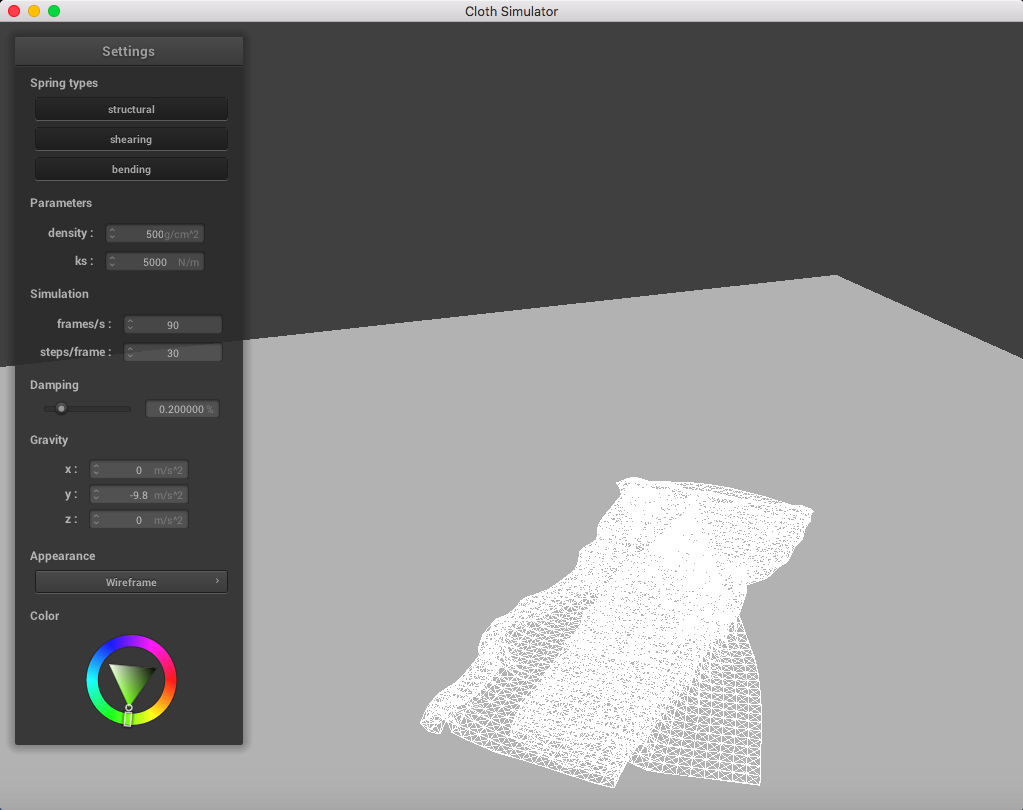 Cloth Simulator
Settings
Spring types
structural
shearing
bending
Parameters
density : 500g/cm^2
ks : 5000 N/m
Simulation
frames/s : 90
steps/frame : 30
Damping
0.200000 %
Gravity
x : 0 m/s^2
y : -9.8 m/s^2
z : 0 m/s^2
Appearance
Wireframe ›
Color